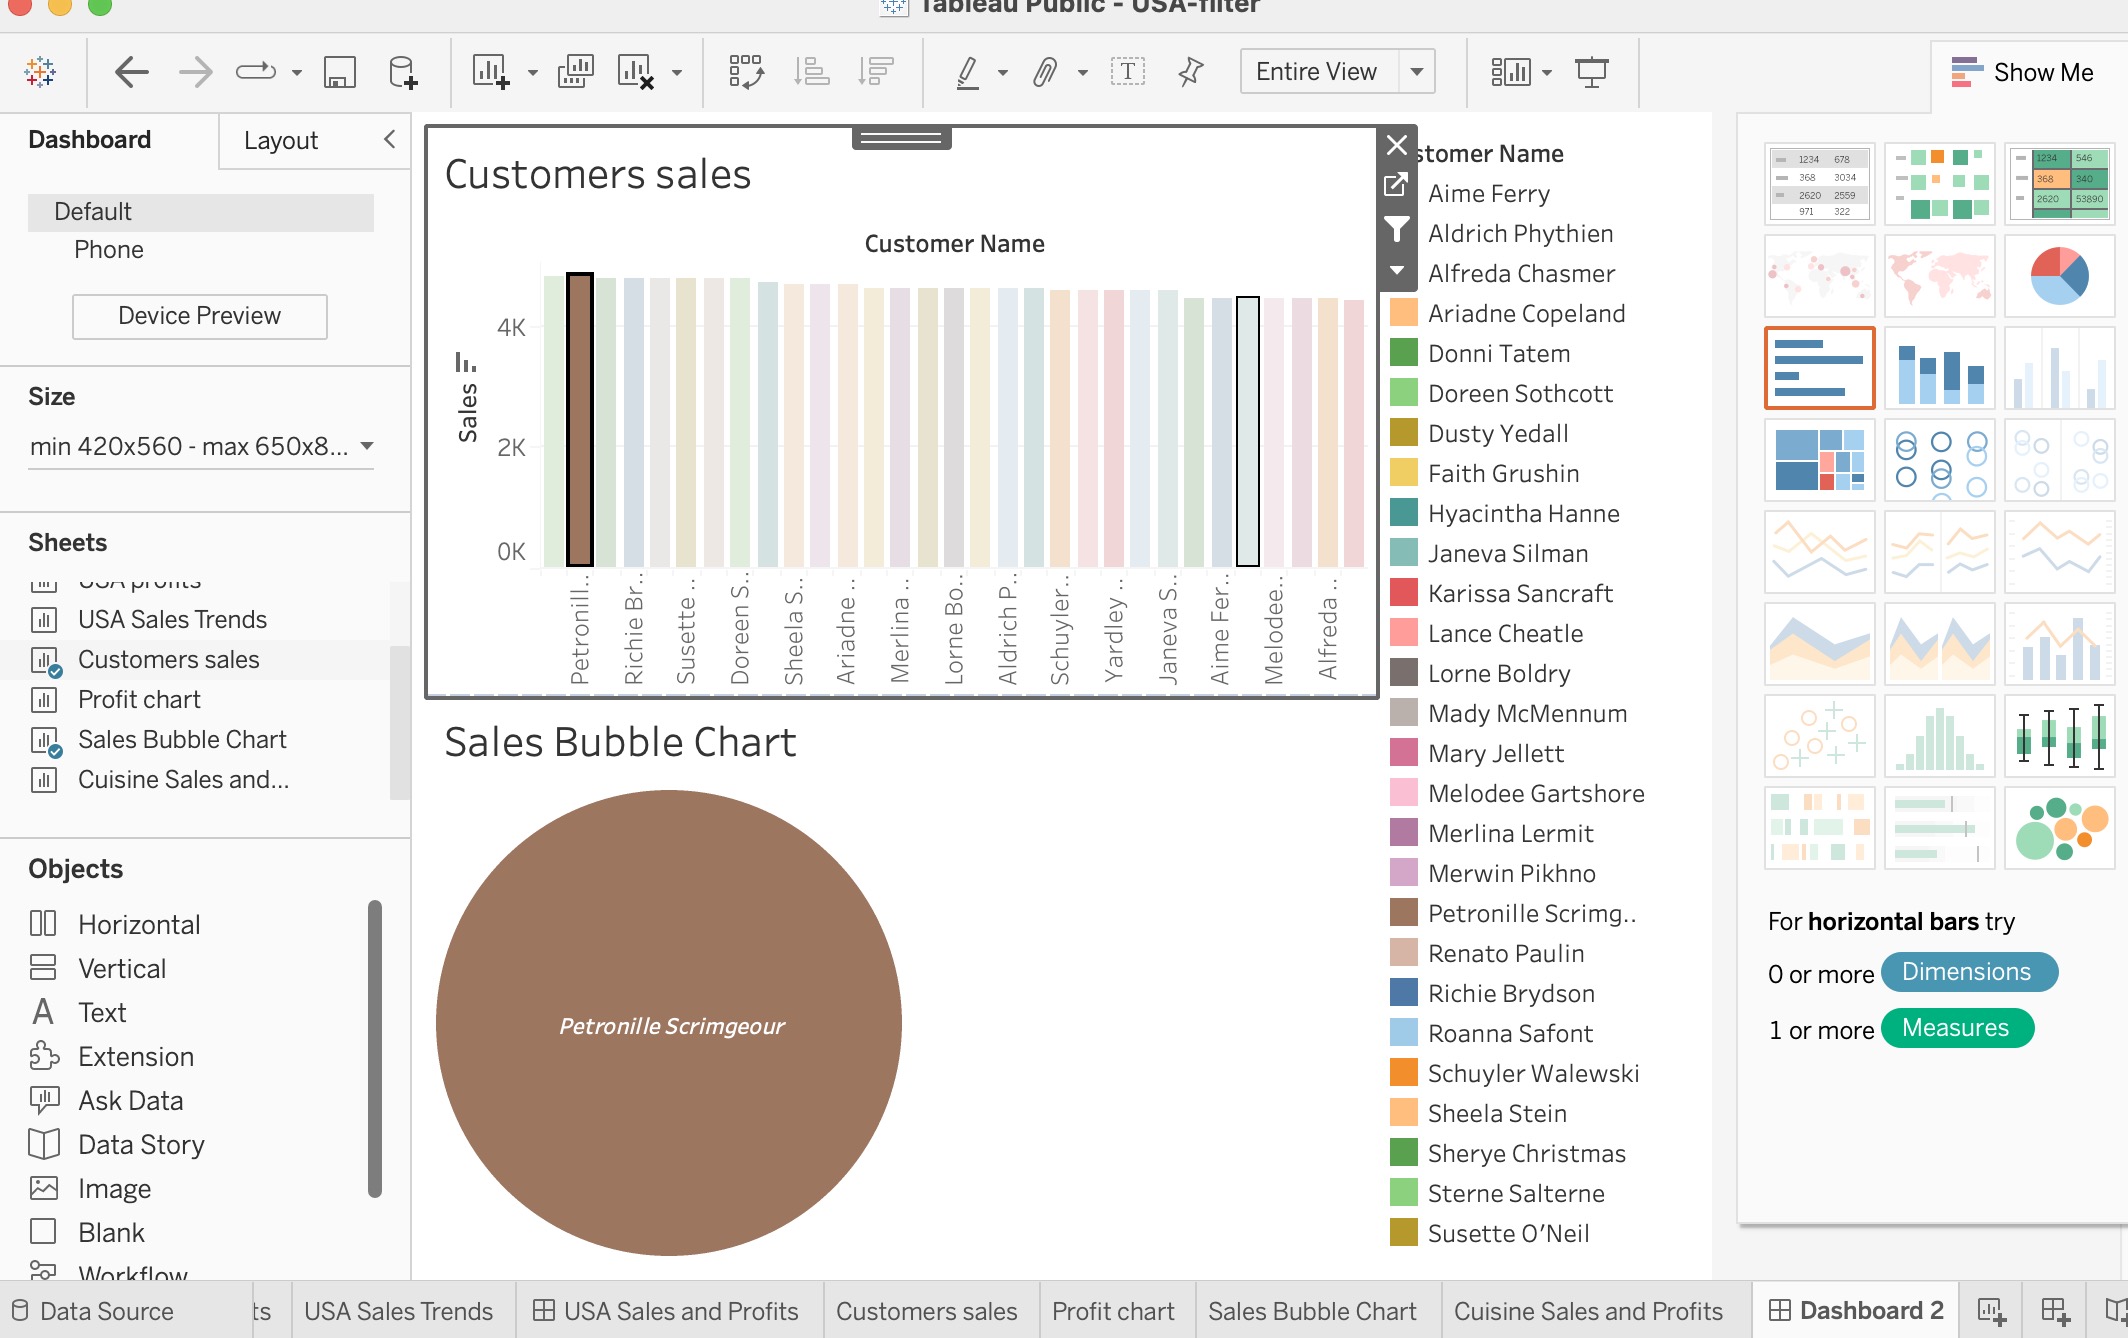 Tableau Public - USA-filter
Entire View
Show Me
Dashboard
Layout
Default
Phone
Device Preview
Size
min 420x560 - max 650x8...
Sheets
USA profits
USA Sales Trends
Customers sales
Profit chart
Sales Bubble Chart
Cuisine Sales and...
Objects
Horizontal
Vertical
Text
Extension
Ask Data
Data Story
Image
Blank
Workflow
Customers sales
Customer Name
Sales
4K
2K
0K
Petronill..
Richie Br..
Susette ..
Doreen S..
Sheela S..
Ariadne ..
Merlina ..
Lorne Bo..
Aldrich P..
Schuyler..
Yardley ..
Janeva S..
Aime Fer..
Melodee..
Alfreda ..
Sales Bubble Chart
Petronille Scrimgeour
stomer Name
Aime Ferry
Aldrich Phythien
Alfreda Chasmer
Ariadne Copeland
Donni Tatem
Doreen Sothcott
Dusty Yedall
Faith Grushin
Hyacintha Hanne
Janeva Silman
Karissa Sancraft
Lance Cheatle
Lorne Boldry
Mady McMennum
Mary Jellett
Melodee Gartshore
Merlina Lermit
Merwin Pikhno
Petronille Scrimg..
Renato Paulin
Richie Brydson
Roanna Safont
Schuyler Walewski
Sheela Stein
Sherye Christmas
Sterne Salterne
Susette O'Neil
1234 678
368 3034
2620 2559
971 322
1234 546
368 340
2620 53890
For horizontal bars try
0 or more Dimensions
1 or more Measures
Data Source
ts
USA Sales Trends
USA Sales and Profits
Customers sales
Profit chart
Sales Bubble Chart
Cuisine Sales and Profits
Dashboard 2